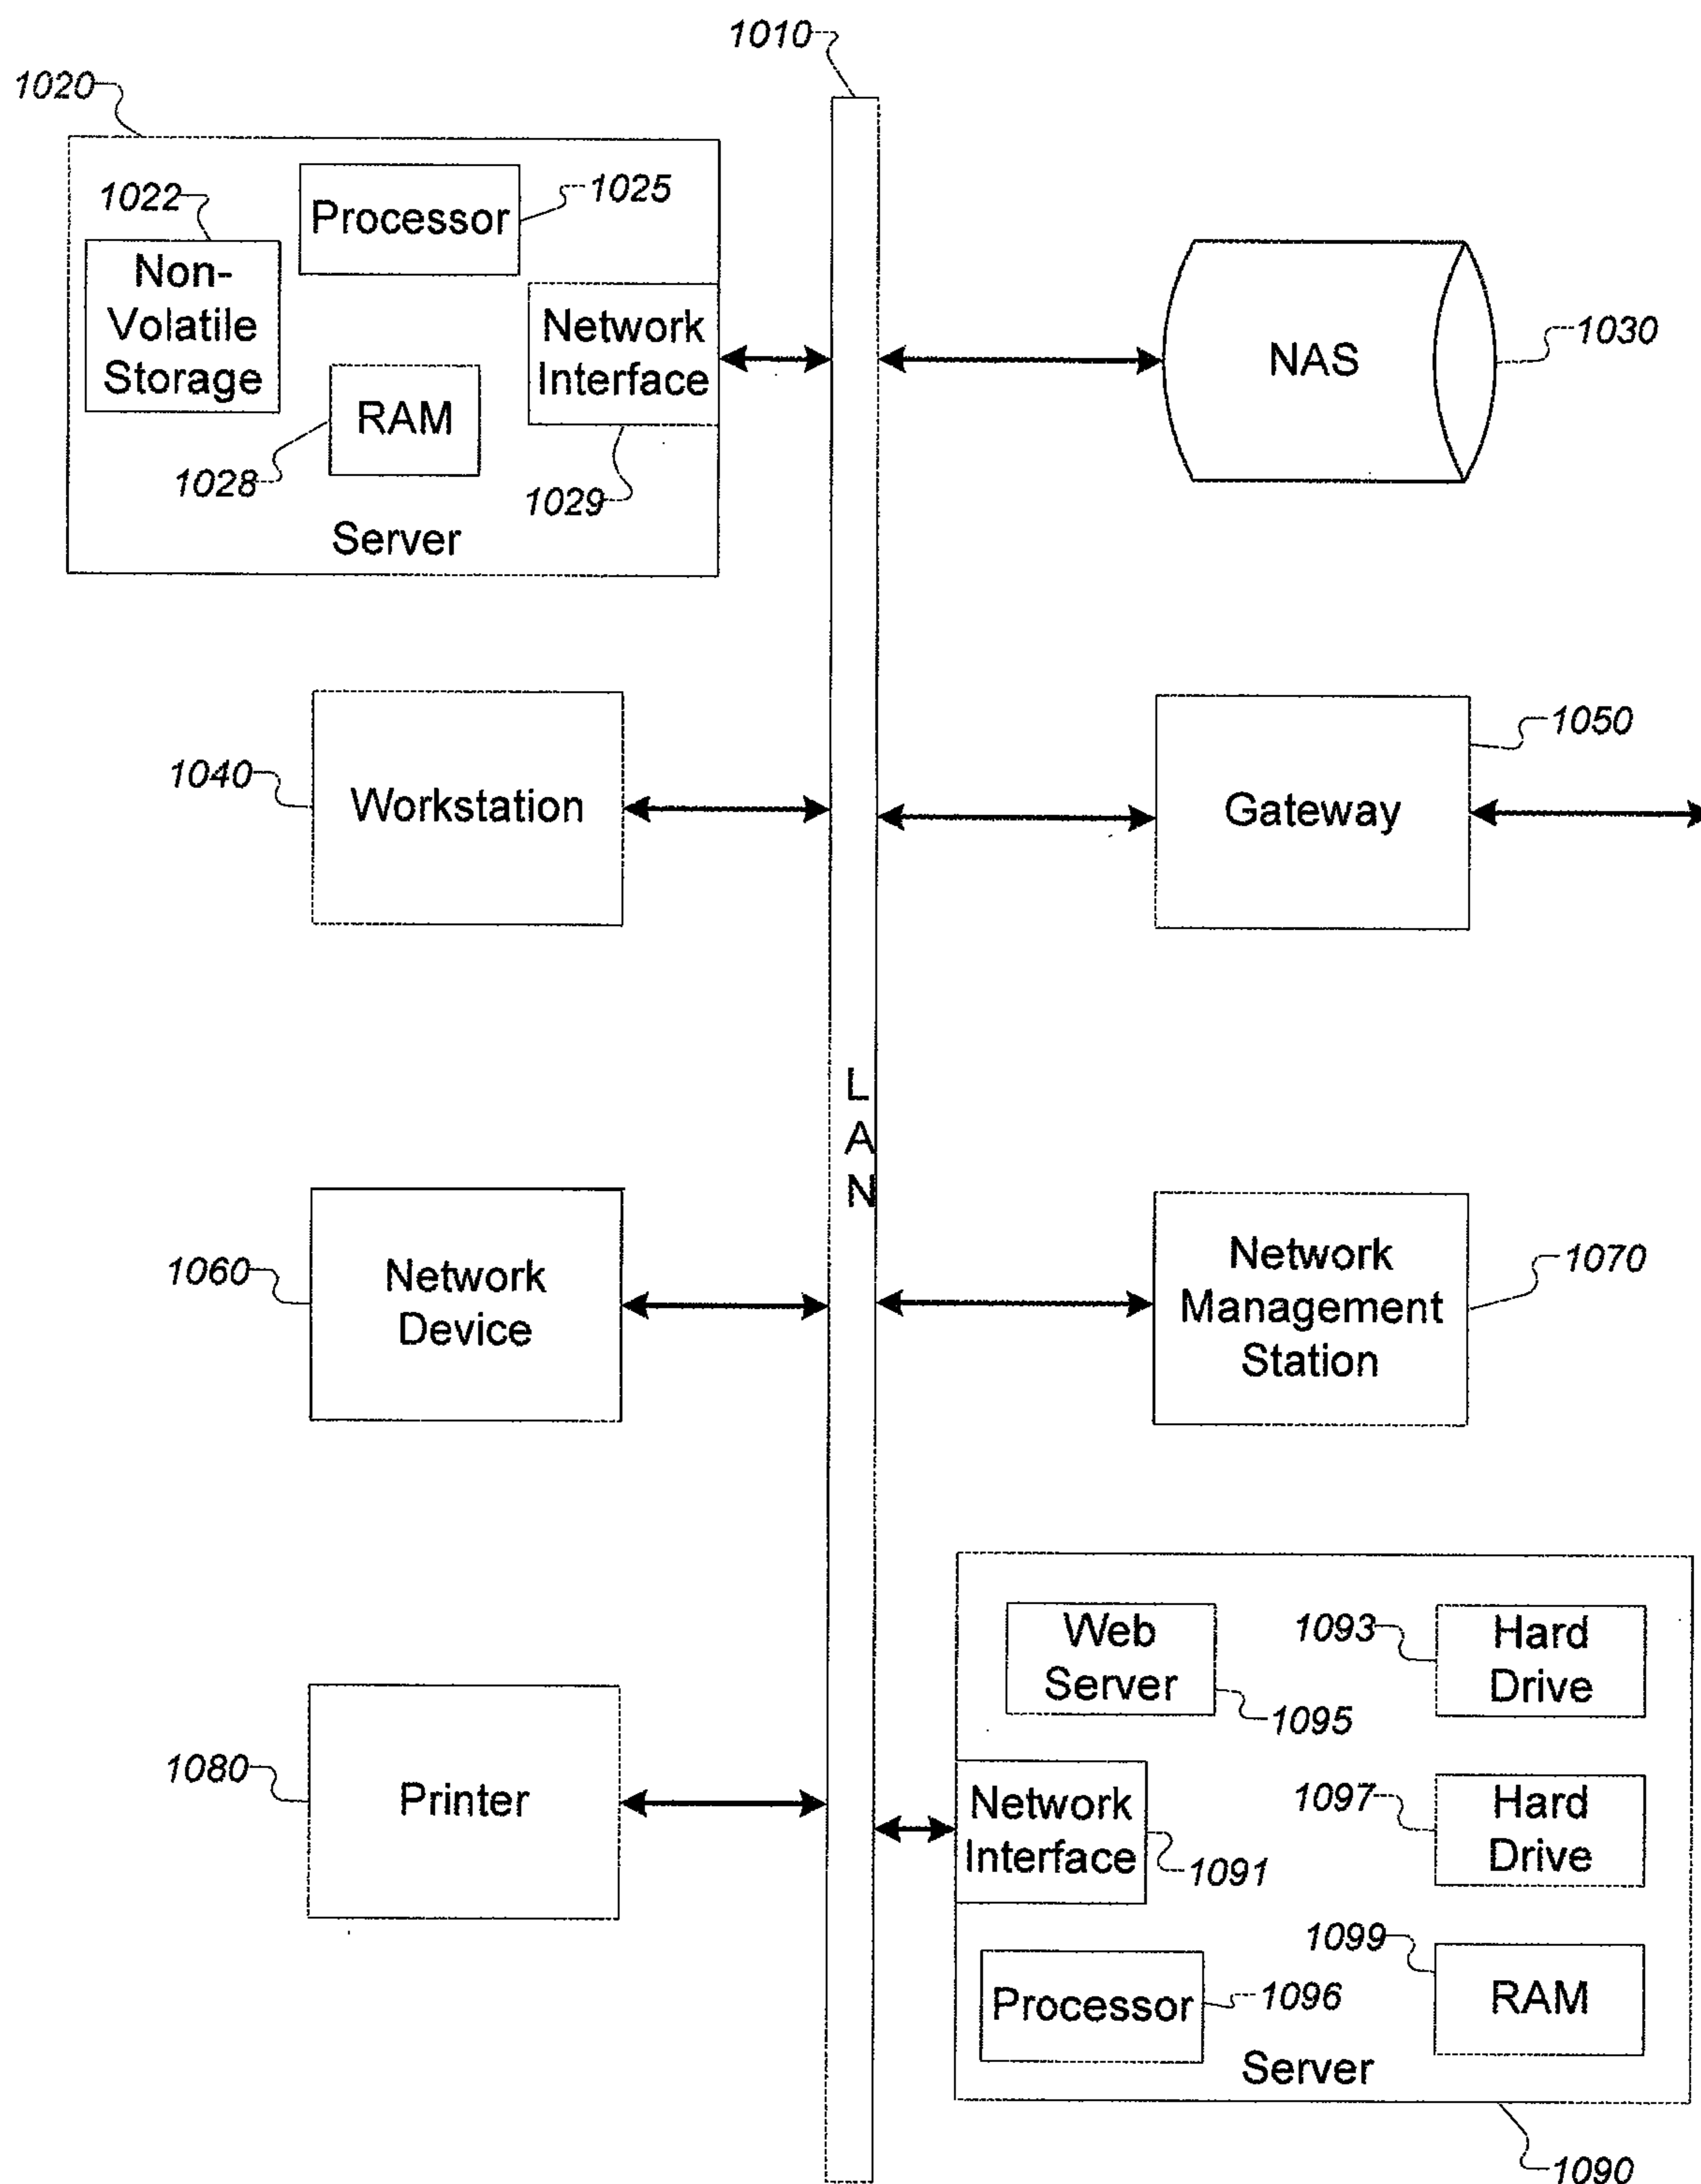 1010
1020
1022
Processor
1025
Non-
Volatile
Storage
Network
Interface
RAM
1028
1029
Server
NAS
1030
1040
Workstation
Gateway
1050
L
A
N
1060
Network
Device
Network
Management
Station
1070
1080
Printer
Web
Server
1095
1093
Hard
Drive
Network
Interface
1091
1097
Hard
Drive
Processor
1096
1099
RAM
Server
1090